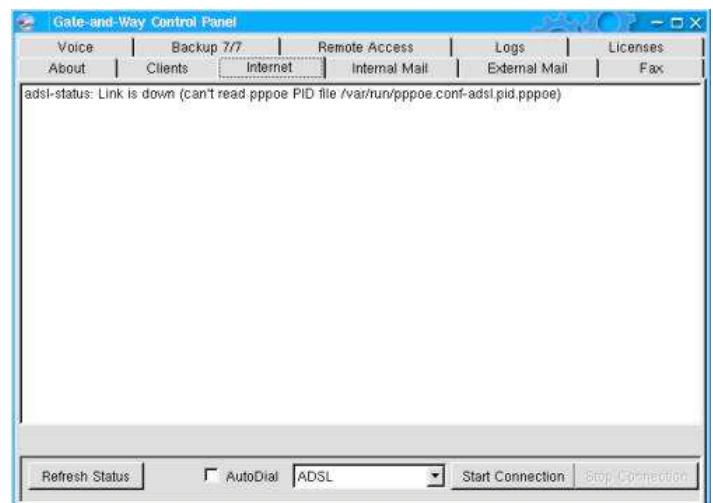 Gate-and-Way Control Panel
Voice Backup 7/7 Remote Access Logs Licenses
About Clients Internet Internal Mail External Mail Fax
adsl-status: Link is down (can't read pppoe PID file /var/run/pppoe.conf-adsl.pid.pppoe)
Refresh Status AutoDial ADSL Start Connection Stop Connection